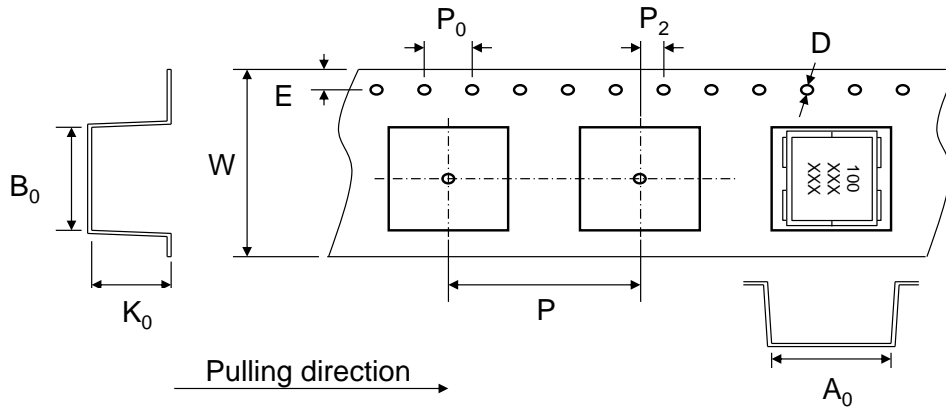 P0
P2
D
E
W
B0
100
XXX
XXX
K0
P
Pulling direction
A0